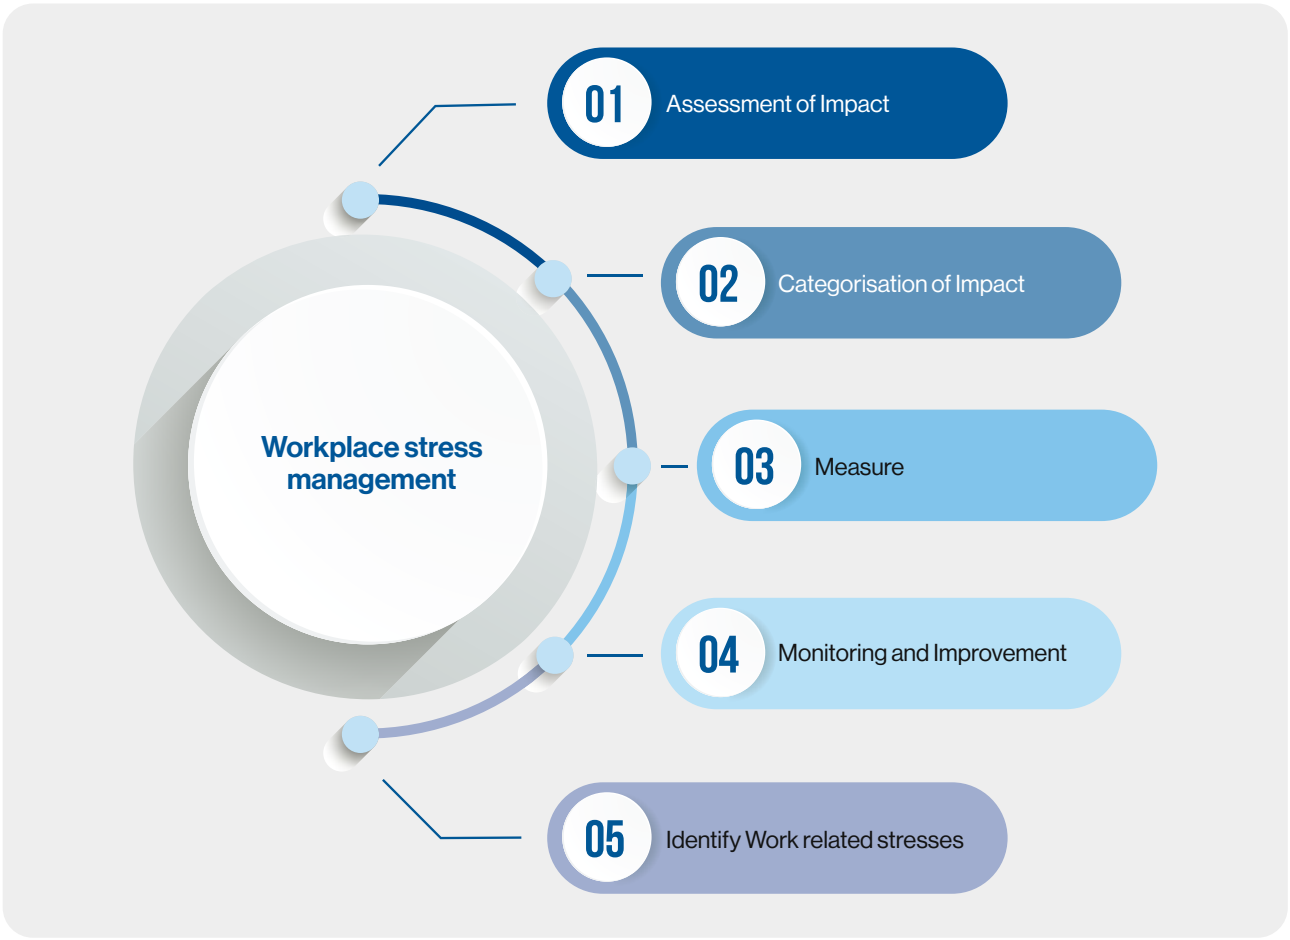 01
Assessment of Impact
02
Categorisation of Impact
Workplace stress
management
03
Measure
04
Monitoring and Improvement
05
Identify Work related stresses